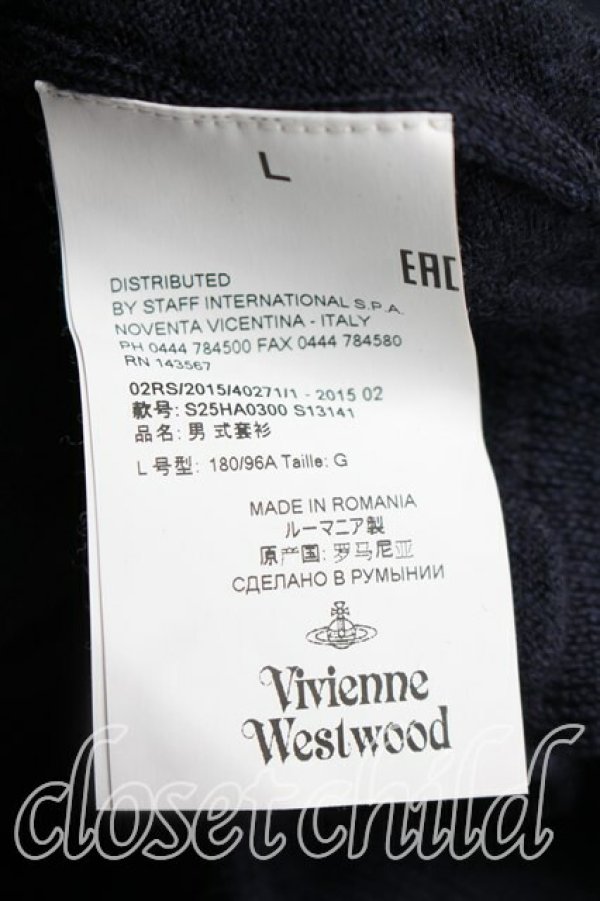 L
EAC
DISTRIBUTED
BY STAFF INTERNATIONAL S.P.A.
NOVENTA VICENTINA - ITALY
PH 0444 784500 FAX 0444 784580
RN 143567
02RS/2015/40271/1 - 2015 02
款号: S25HA0300 S13141
品名: 男 式套衫
L 号型: 180/96A Taille: G
MADE IN ROMANIA
ルーマニア製
原产国: 罗马尼亚
СДЕЛАНО В РУМЫНИИ
Vivienne
Westwood
closet child